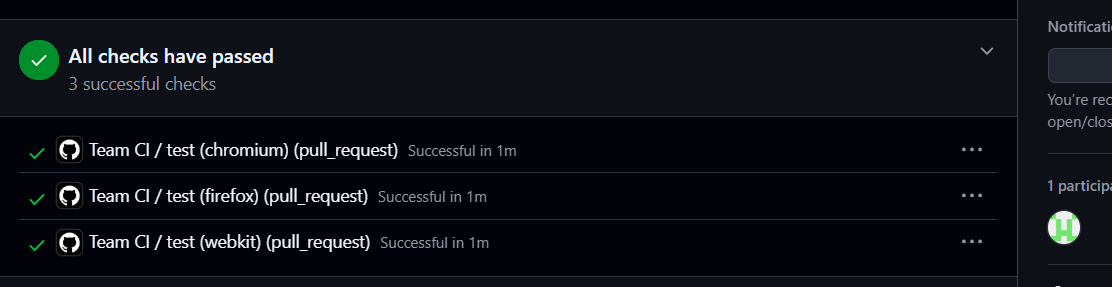 All checks have passed
3 successful checks
Team CI / test (chromium) (pull_request) Successful in 1m
Team CI / test (firefox) (pull_request) Successful in 1m
Team CI / test (webkit) (pull_request) Successful in 1m
Notificati
You're rec
open/clos
1 participa